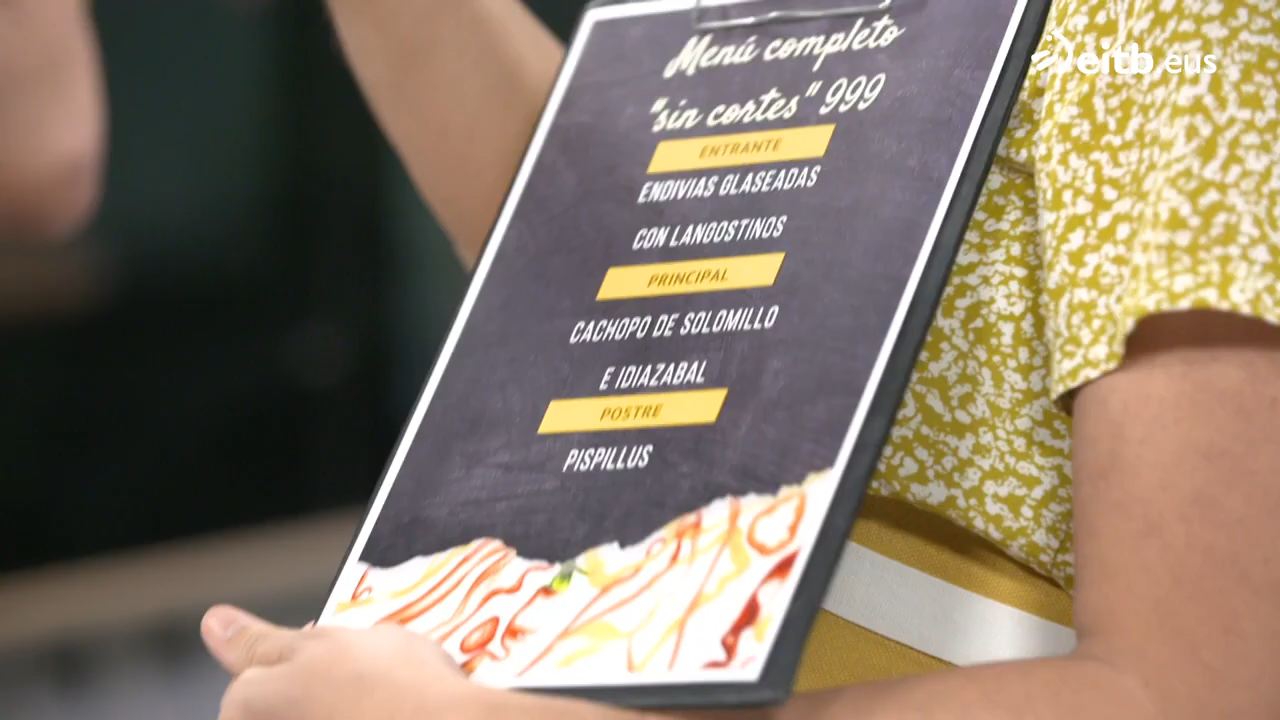 Menú completo
"sin cortes" 999
ENTRANTE
ENDIVIAS GLASEADAS
CON LANGOSTINOS
PRINCIPAL
CACHOPO DE SOLOMILLO
E IDIAZABAL
POSTRE
PISPILLUS
eitb.eus